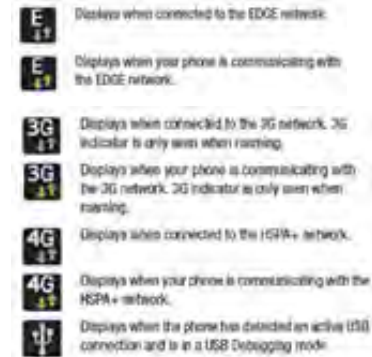 E
Displays when connected to the EDGE network.
E
Displays when your phone is communicating with
the EDGE network.
3G
Displays when connected to the 3G network. 3G
indicator is only seen when roaming.
3G
Displays when your phone is communicating with
the 3G network. 3G indicator is only seen when
roaming.
4G
Displays when connected to the HSPA+ network.
4G
Displays when your phone is communicating with the
HSPA+ network.
Displays when the phone has detected an active USB
connection and is in a USB Debugging mode